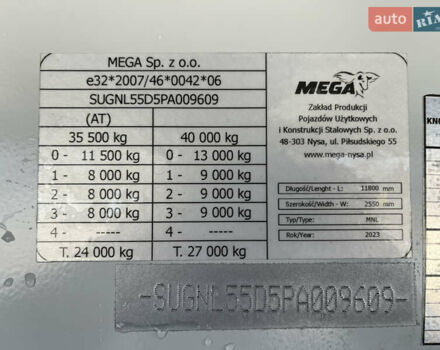 auto.ria.com
MEGA Sp. z o.o.
e32*2007/46*0042*06
SUGNL55D5PA009609
(AT)
35 500 kg 40 000 kg
0 - 11 500 kg 0 - 13 000 kg
1 - 8 000 kg 1 - 9 000 kg
2 - 8 000 kg 2 - 9 000 kg
3 - 8 000 kg 3 - 9 000 kg
4 - ----- 4 - -----
T. 24 000 kg T. 27 000 kg
MEGA
Zakład Produkcji
Pojazdów Użytkowych
i Konstrukcji Stalowych Sp. z o.o.
48-303 Nysa, ul. Piłsudskiego 55
www.mega-nysa.pl
Długość/Lenght - L: 11800 mm
Szerokość/Width - W: 2550 mm
Typ/Type: MNL
Rok/Year: 2023
KN
-SUGNL55D5PA009609-